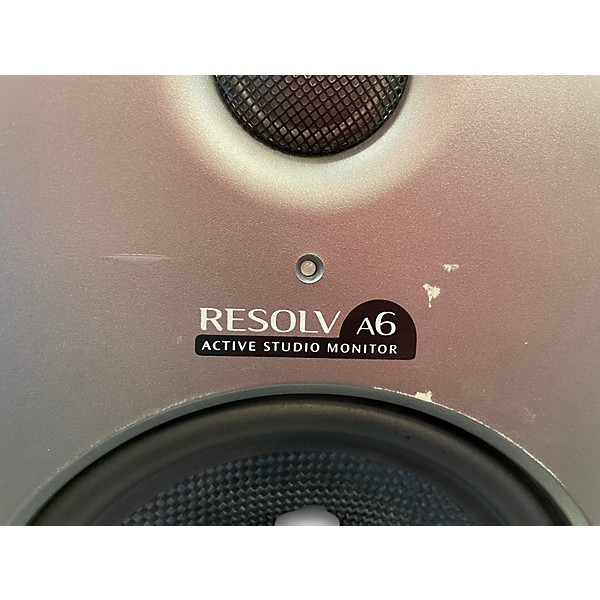 RESOLV A6
ACTIVE STUDIO MONITOR